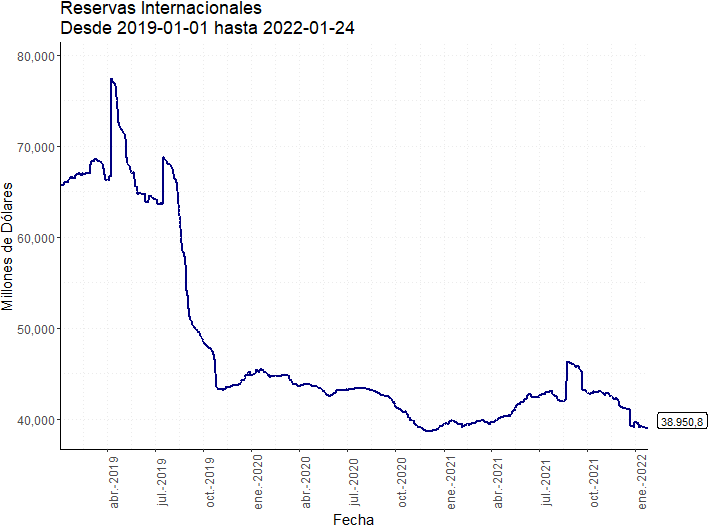 Reservas Internacionales
Desde 2019-01-01 hasta 2022-01-24
Millones de Dólares
80,000
70,000
60,000
50,000
40,000
38.950,8
abr.-2019
jul.-2019
oct.-2019
ene.-2020
abr.-2020
jul.-2020
oct.-2020
ene.-2021
abr.-2021
jul.-2021
oct.-2021
ene.-2022
Fecha